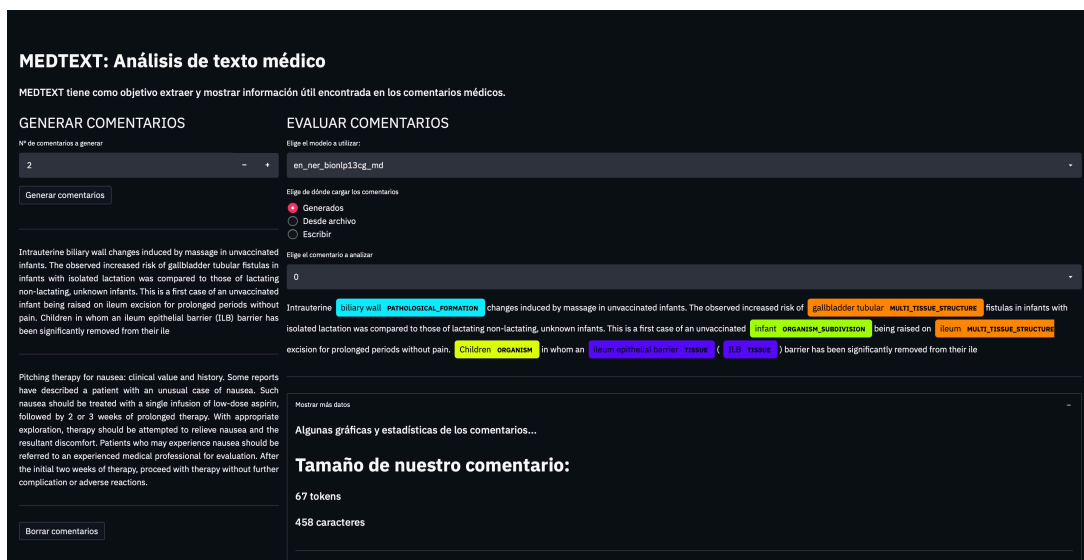 MEDTEXT: Análisis de texto médico
MEDTEXT tiene como objetivo extraer y mostrar información útil encontrada en los comentarios médicos.
GENERAR COMENTARIOS
Nº de comentarios a generar
2 − +
Generar comentarios
Intrauterine biliary wall changes induced by massage in unvaccinated
infants. The observed increased risk of gallbladder tubular fistulas in
infants with isolated lactation was compared to those of lactating
non-lactating, unknown infants. This is a first case of an unvaccinated
infant being raised on ileum excision for prolonged periods without
pain. Children in whom an ileum epithelial barrier (ILB) barrier has
been significantly removed from their ile
Pitching therapy for nausea: clinical value and history. Some reports
have described a patient with an unusual case of nausea. Such
nausea should be treated with a single infusion of low-dose aspirin,
followed by 2 or 3 weeks of prolonged therapy. With appropriate
exploration, therapy should be attempted to relieve nausea and the
resultant discomfort. Patients who may experience nausea should be
referred to an experienced medical professional for evaluation. After
the initial two weeks of therapy, proceed with therapy without further
complication or adverse reactions.
Borrar comentarios
EVALUAR COMENTARIOS
Elige el modelo a utilizar:
en_ner_bionlp13cg_md
Elige de dónde cargar los comentarios
Generados
Desde archivo
Escribir
Elige el comentario a analizar
0
Intrauterine biliary wall PATHOLOGICAL_FORMATION changes induced by massage in unvaccinated infants. The observed increased risk of gallbladder tubular MULTI_TISSUE_STRUCTURE fistulas in infants with
isolated lactation was compared to those of lactating non-lactating, unknown infants. This is a first case of an unvaccinated infant ORGANISM_SUBDIVISION being raised on ileum MULTI_TISSUE_STRUCTURE
excision for prolonged periods without pain. Children ORGANISM in whom an ileum epithelial barrier TISSUE ( ILB TISSUE ) barrier has been significantly removed from their ile
Mostrar más datos −
Algunas gráficas y estadísticas de los comentarios...
Tamaño de nuestro comentario:
67 tokens
458 caracteres